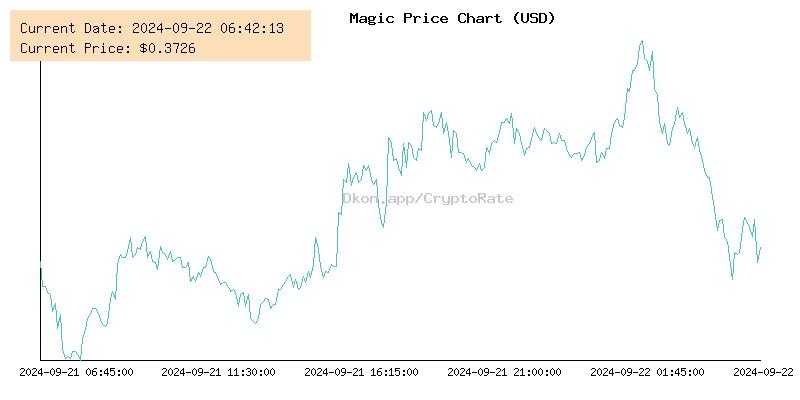 Magic Price Chart (USD)
Current Date: 2024-09-22 06:42:13
Current Price: $0.3726
Dkon.app/CryptoRate
2024-09-21 06:45:00 2024-09-21 11:30:00 2024-09-21 16:15:00 2024-09-21 21:00:00 2024-09-22 01:45:00 2024-09-22